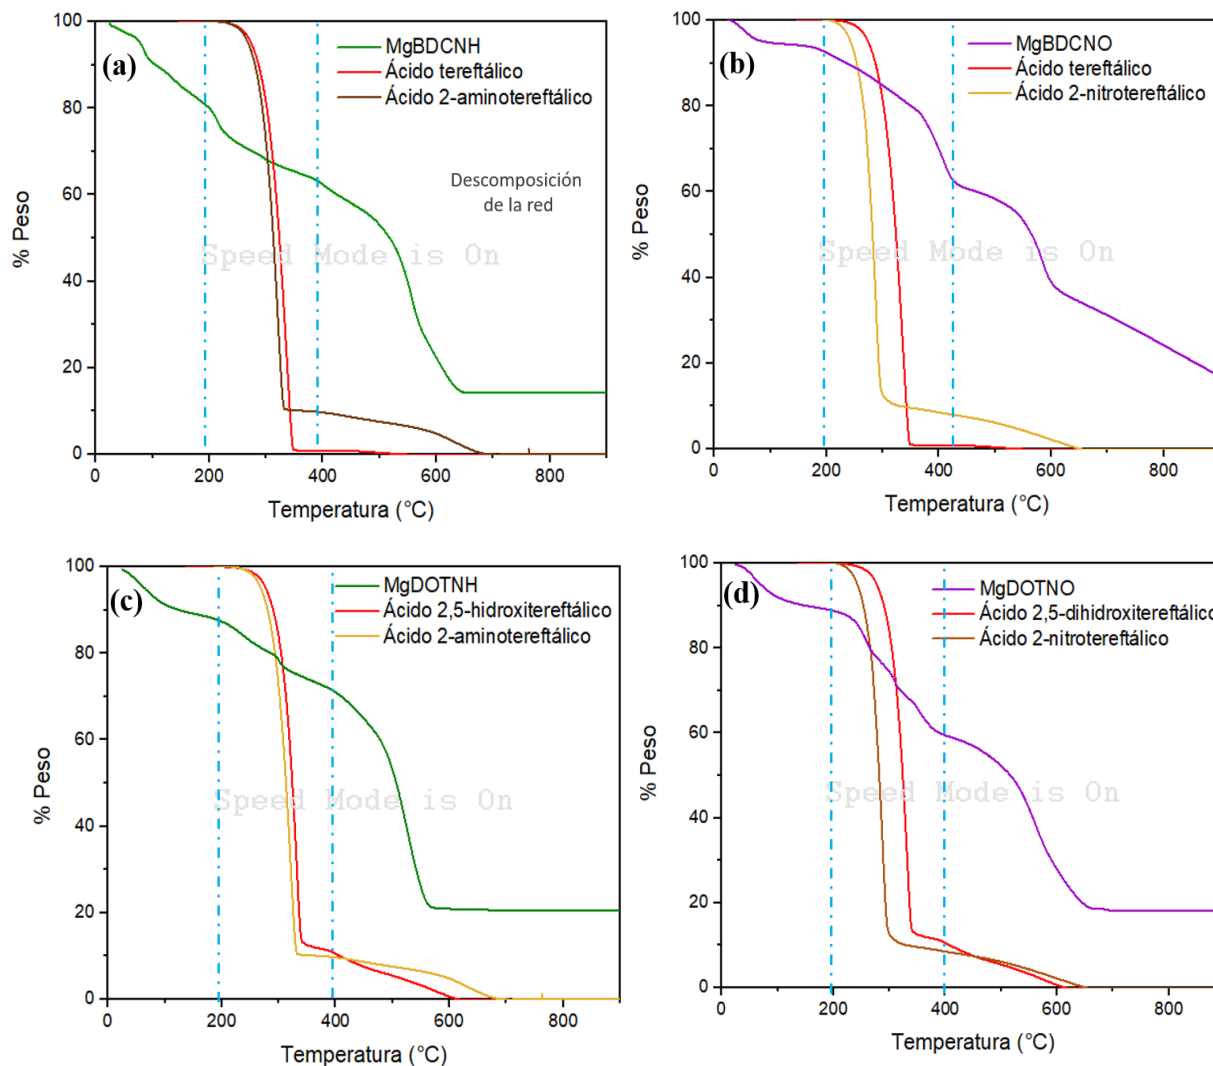 (a)
MgBDCNH
Ácido tereftálico
Ácido 2-aminotereftálico
Descomposición
de la red
Speed Mode is On
% Peso
100
80
60
40
20
0
0 200 400 600 800
Temperatura (°C)
(b)
MgBDCNO
Ácido tereftálico
Ácido 2-nitrotereftálico
Speed Mode is On
% Peso
100
80
60
40
20
0
0 200 400 600 800
Temperatura (°C)
(c)
MgDOTNH
Ácido 2,5-hidroxitereftálico
Ácido 2-aminotereftálico
Speed Mode is On
% Peso
100
80
60
40
20
0
0 200 400 600 800
Temperatura (°C)
(d)
MgDOTNO
Ácido 2,5-dihidroxitereftálico
Ácido 2-nitrotereftálico
Speed Mode is On
% Peso
100
80
60
40
20
0
0 200 400 600 800
Temperatura (°C)